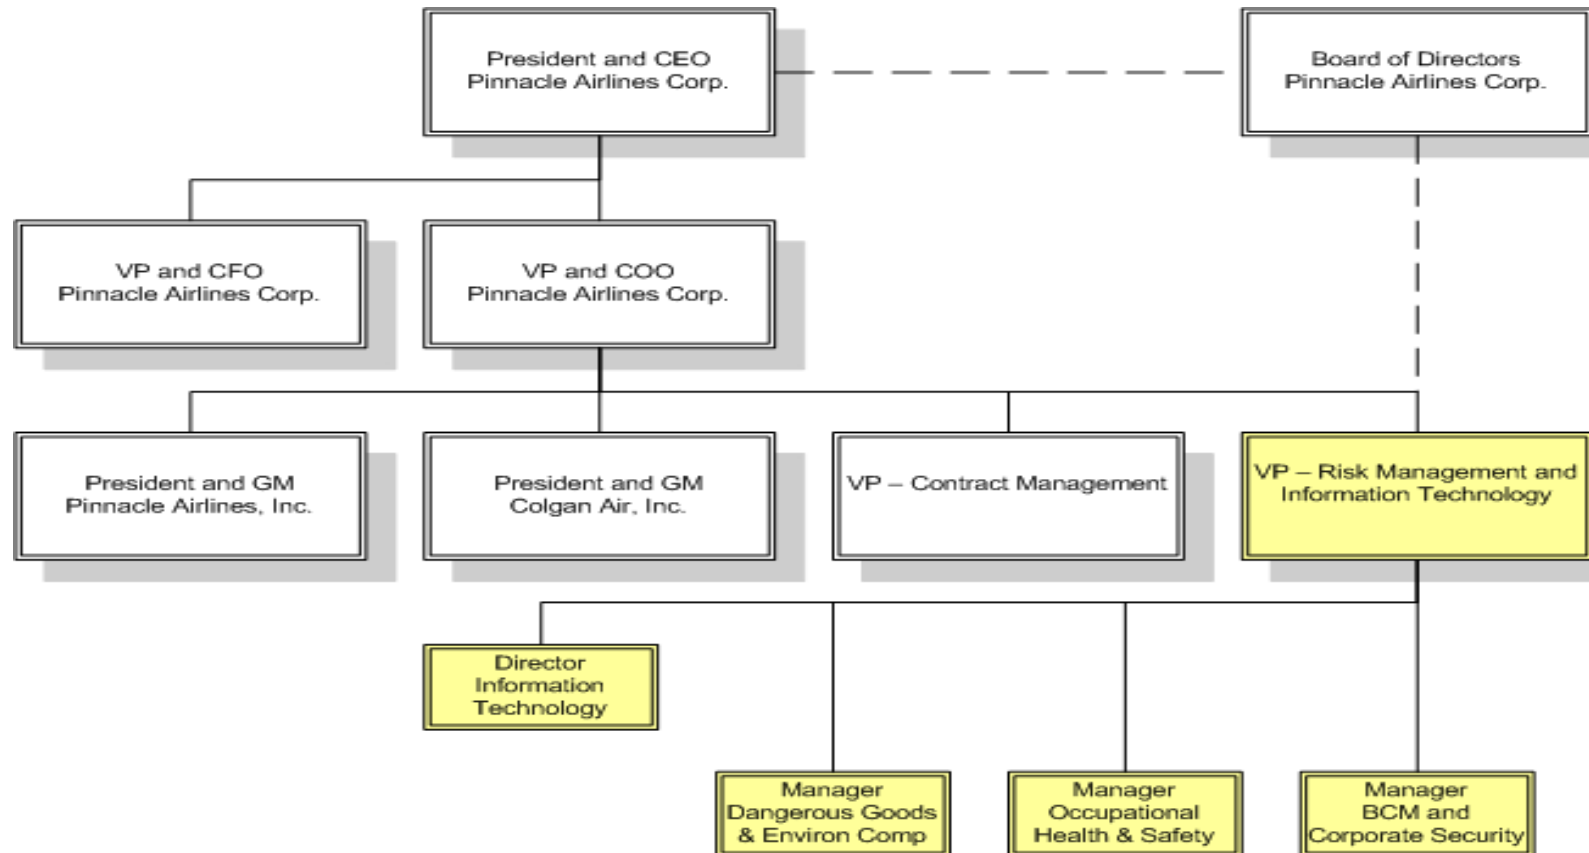 President and CEO
Pinnacle Airlines Corp.
Board of Directors
Pinnacle Airlines Corp.
VP and CFO
Pinnacle Airlines Corp.
VP and COO
Pinnacle Airlines Corp.
President and GM
Pinnacle Airlines, Inc.
President and GM
Colgan Air, Inc.
VP – Contract Management
VP – Risk Management and
Information Technology
Director
Information
Technology
Manager
Dangerous Goods
& Environ Comp
Manager
Occupational
Health & Safety
Manager
BCM and
Corporate Security